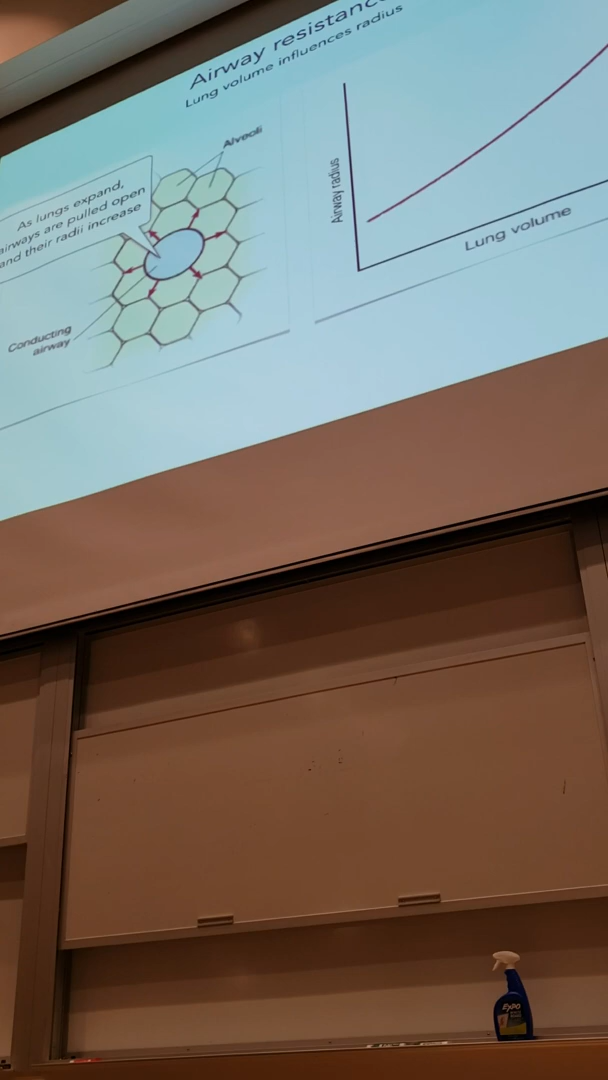 Airway resistance
Lung volume influences radius
Alveoli
As lungs expand,
airways are pulled open
and their radii increase
Conducting
airway
Airway radius
Lung volume
EXPO